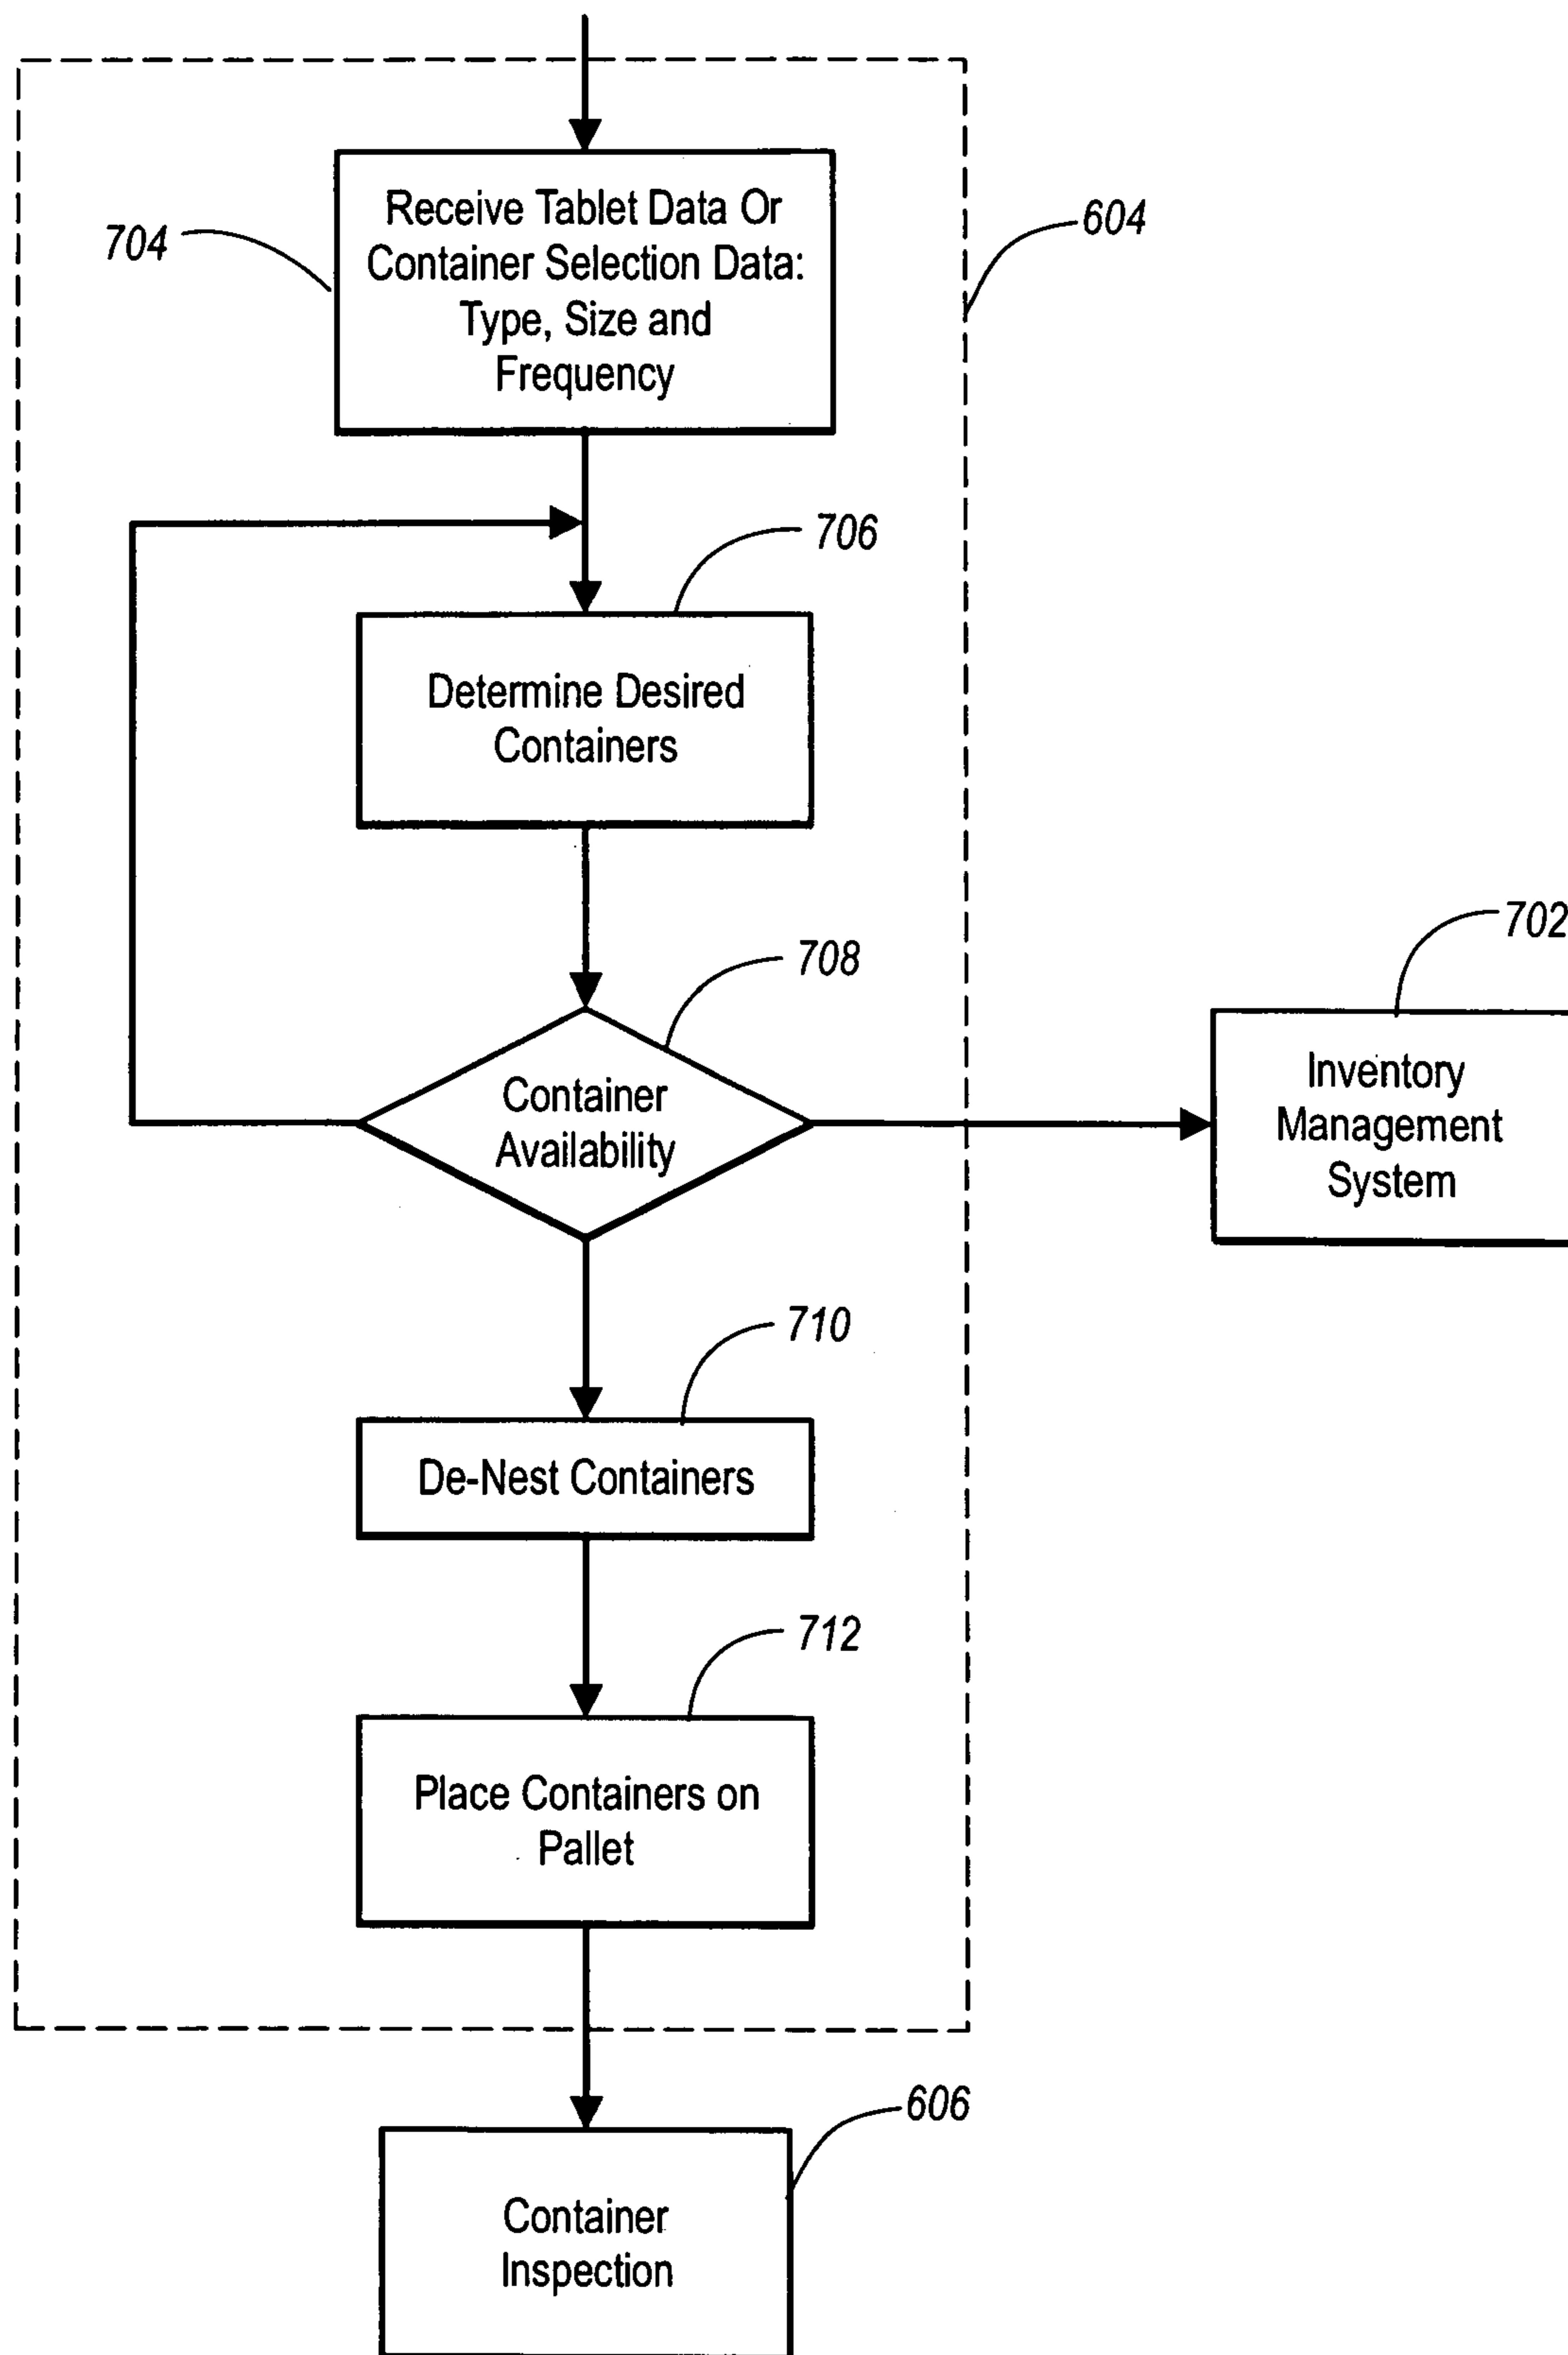 704
Receive Tablet Data Or
Container Selection Data:
Type, Size and
Frequency
604
706
Determine Desired
Containers
708
Container
Availability
702
Inventory
Management
System
710
De-Nest Containers
712
Place Containers on
Pallet
606
Container
Inspection